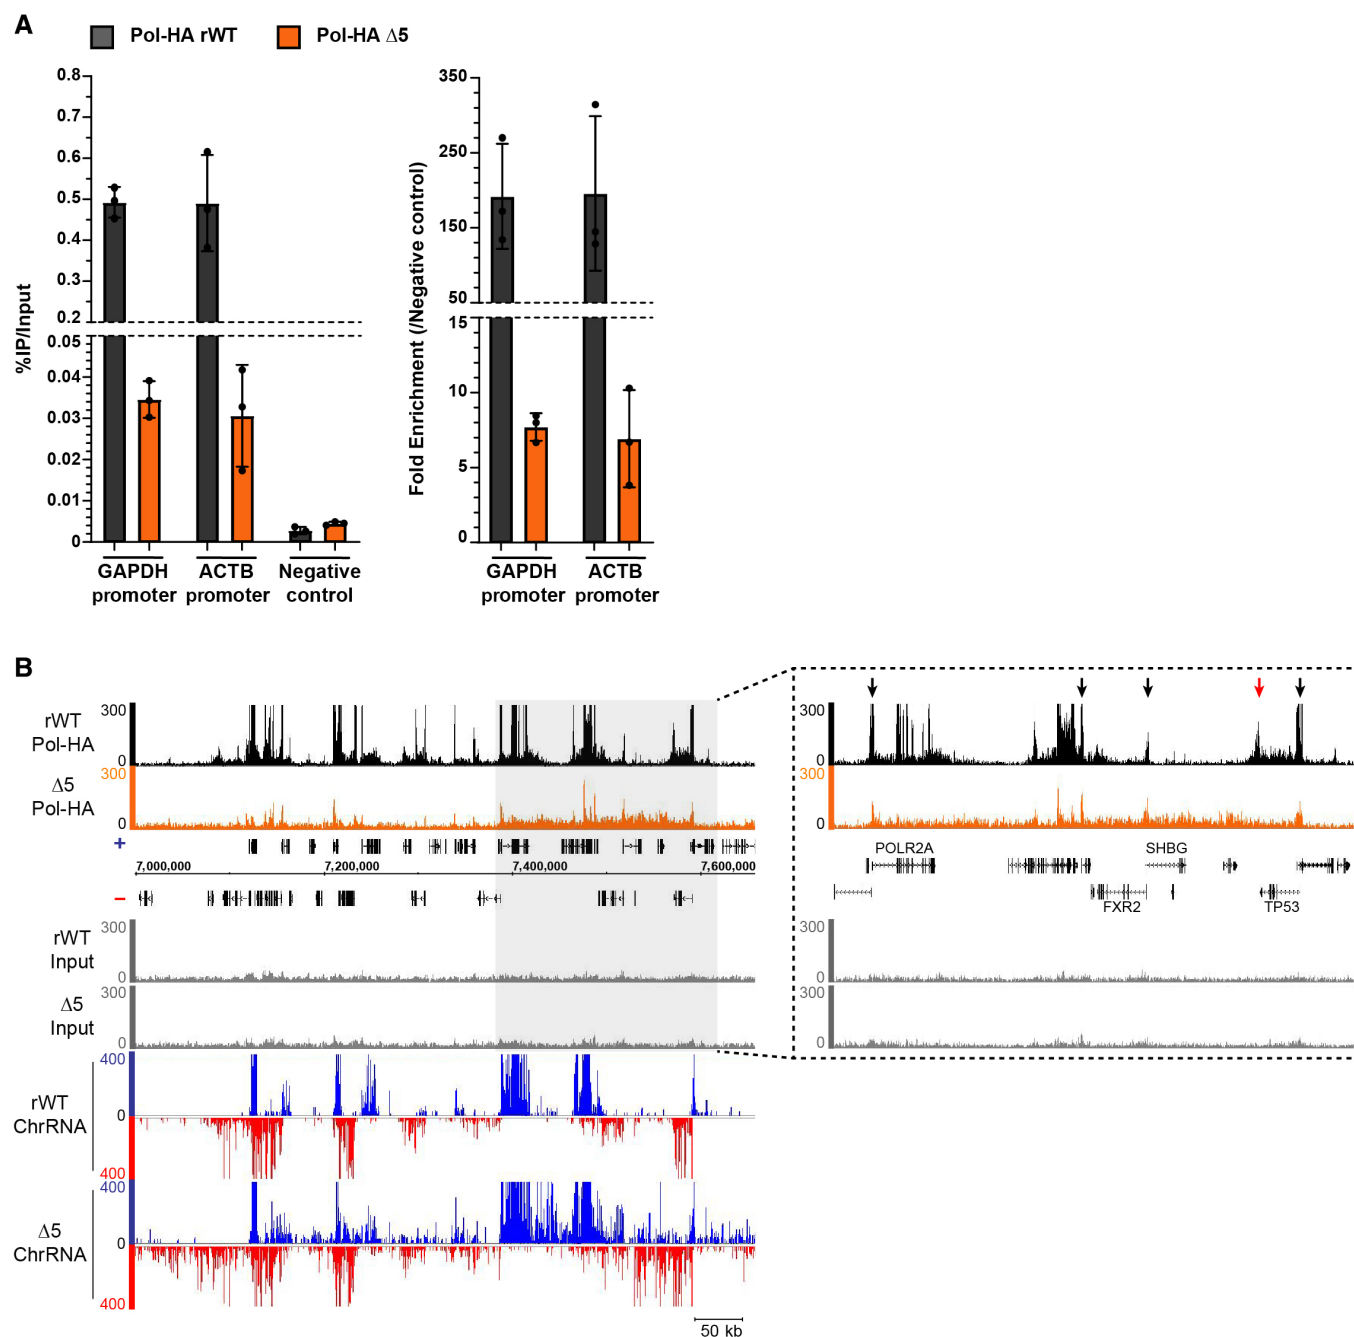 A
Pol-HA rWT
Pol-HA Δ5
%IP/Input
0.8
0.7
0.6
0.5
0.4
0.3
0.2
0.05
0.04
0.03
0.02
0.01
0
GAPDH promoter
ACTB promoter
Negative control
Fold Enrichment (/Negative control)
350
250
150
50
15
10
5
0
GAPDH promoter
ACTB promoter
B
rWT Pol-HA
300
0
Δ5 Pol-HA
300
0
+
7,000,000
7,200,000
7,400,000
7,600,000
−
rWT Input
300
0
Δ5 Input
300
0
rWT ChrRNA
400
0
400
Δ5 ChrRNA
400
0
400
50 kb
300
0
300
0
POLR2A
SHBG
FXR2
TP53
300
0
300
0